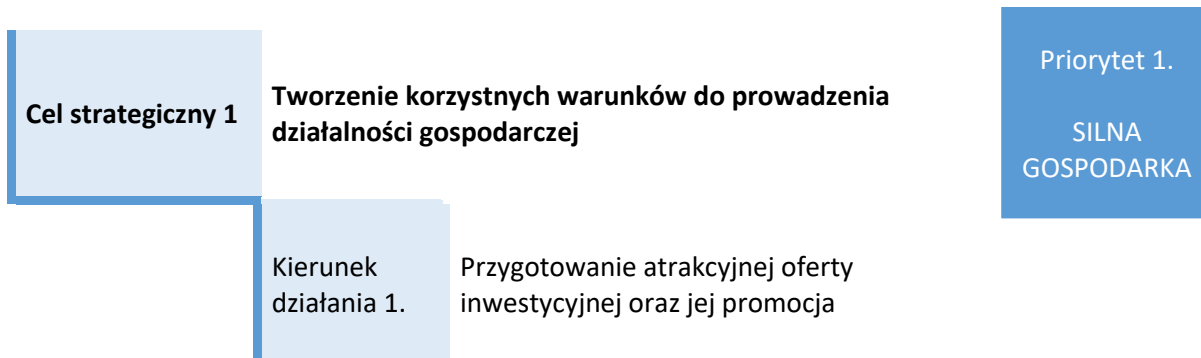 Priorytet 1.
SILNA
GOSPODARKA
Cel strategiczny 1
Tworzenie korzystnych warunków do prowadzenia
działalności gospodarczej
Kierunek
działania 1.
Przygotowanie atrakcyjnej oferty
inwestycyjnej oraz jej promocja